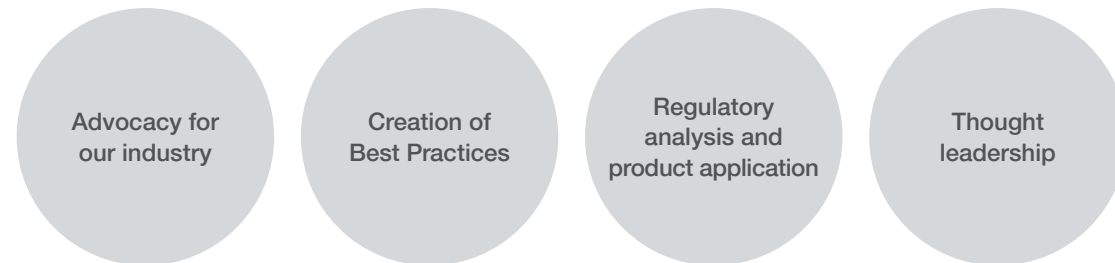 Advocacy for
our industry
Creation of
Best Practices
Regulatory
analysis and
product application
Thought
leadership